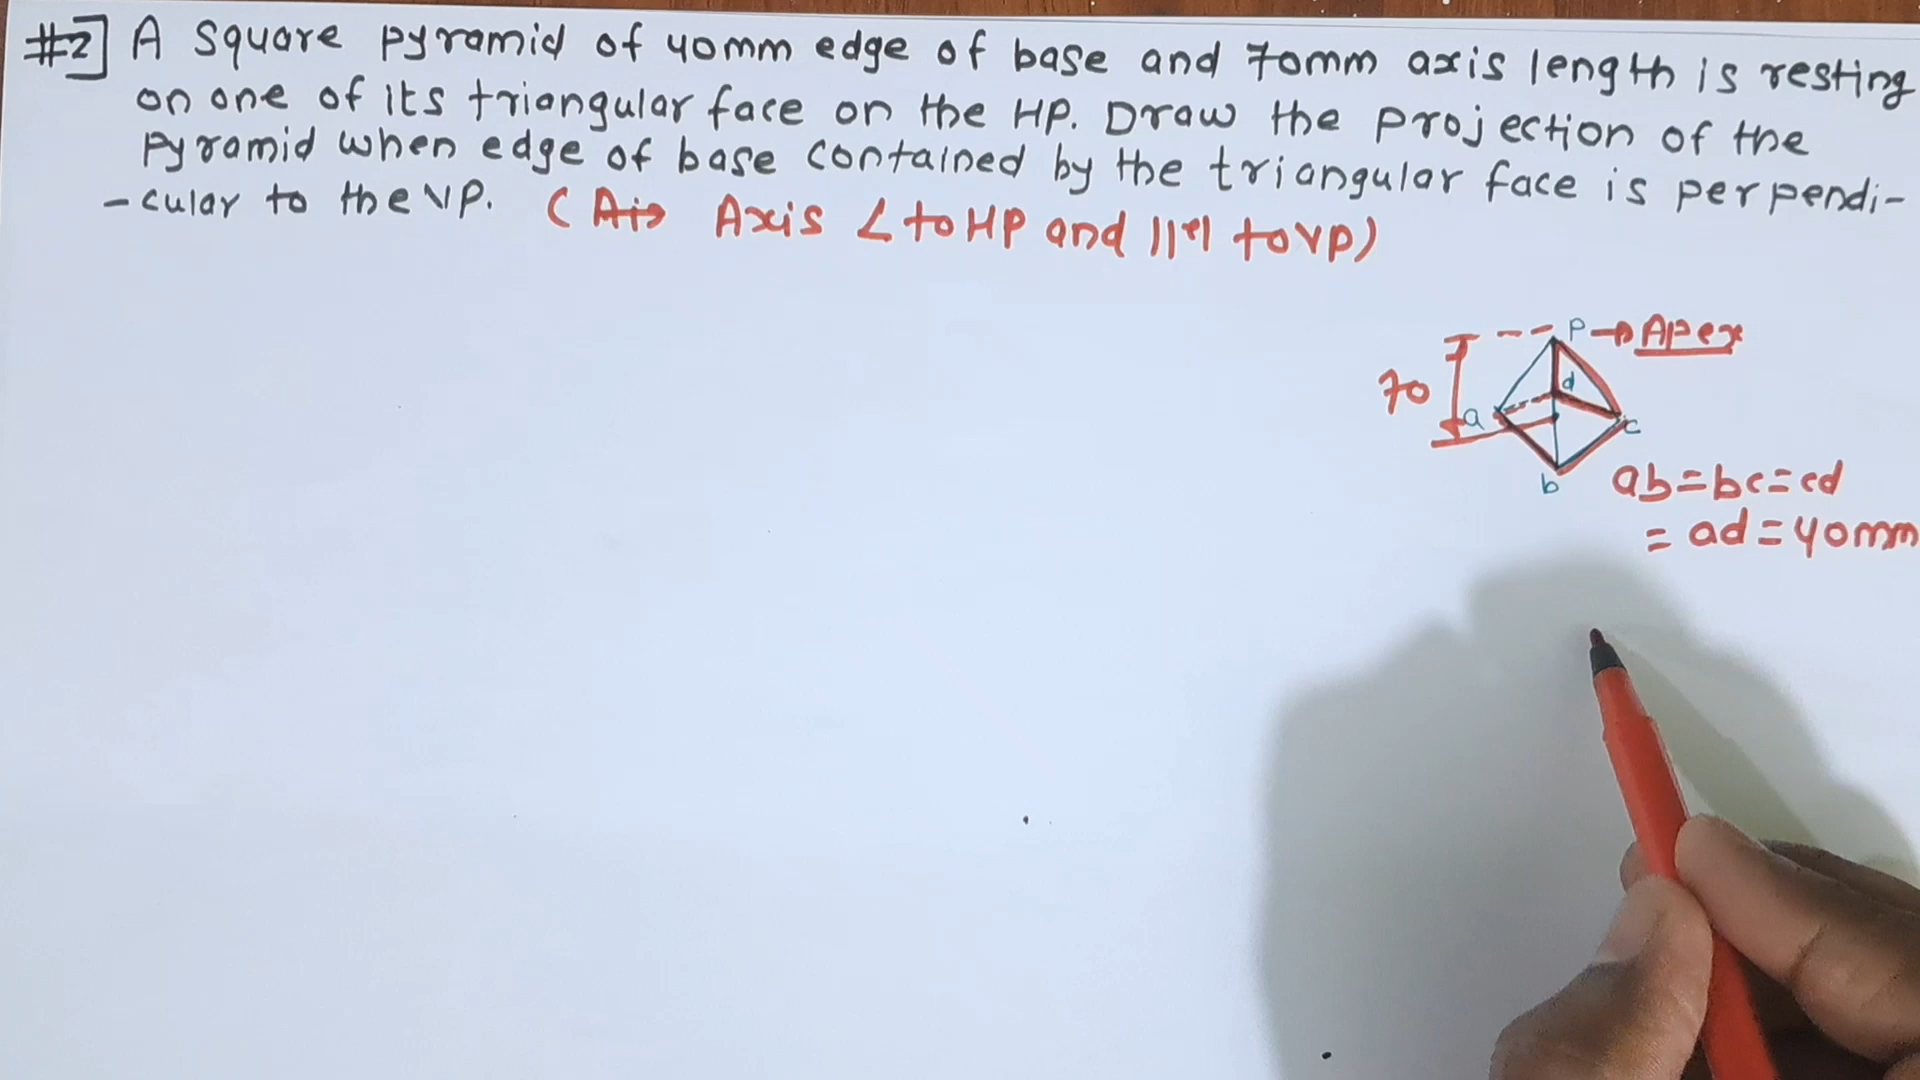 #2] A square pyramid of 40mm edge of base and 70mm axis length is resting
on one of its triangular face on the HP. Draw the projection of the
pyramid when edge of base contained by the triangular face is perpendi-
-cular to the VP. ( Axis ∠ to HP and ||el to VP)
P → Apex
70
d
a
c
b
ab=bc=cd
= ad = 40mm